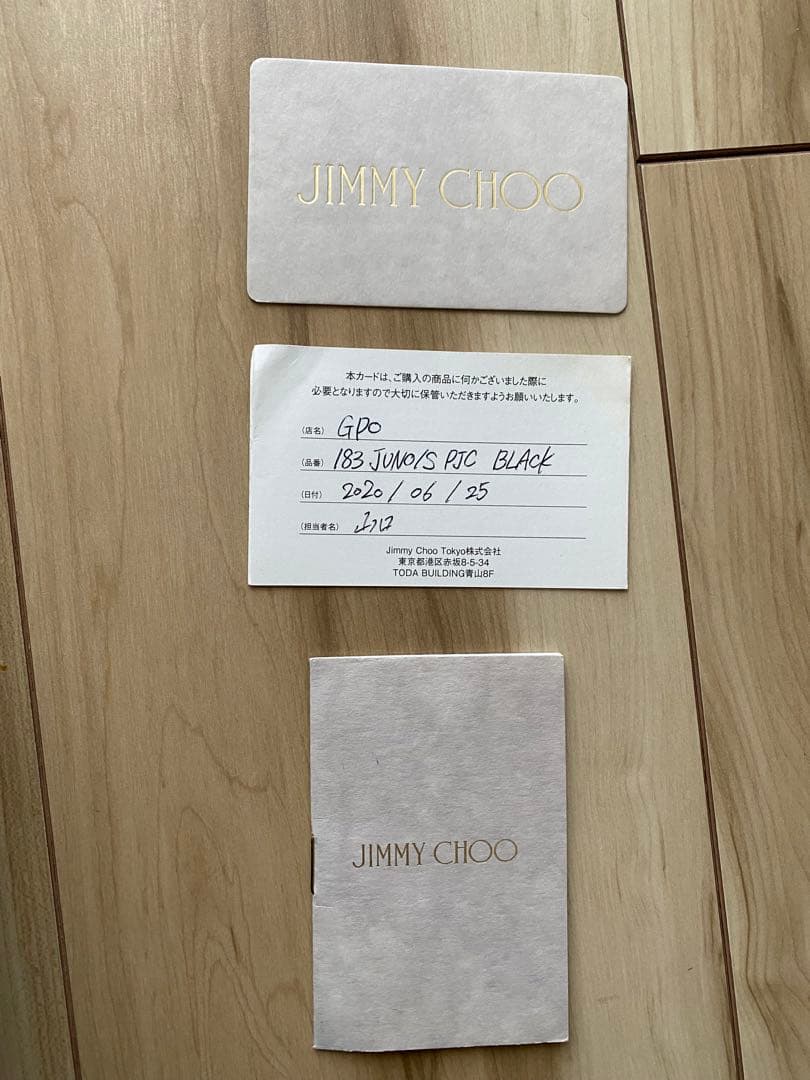 JIMMY CHOO
本カードは、ご購入の商品に何かございました際に
必要となりますので大切に保管いただきますようお願いいたします。
(店名) GPO
(品番) 183 JUNO/S PJC BLACK
(日付) 2020/06/25
(担当者名) 山口
Jimmy Choo Tokyo株式会社
東京都港区赤坂8-5-34
TODA BUILDING青山8F
JIMMY CHOO